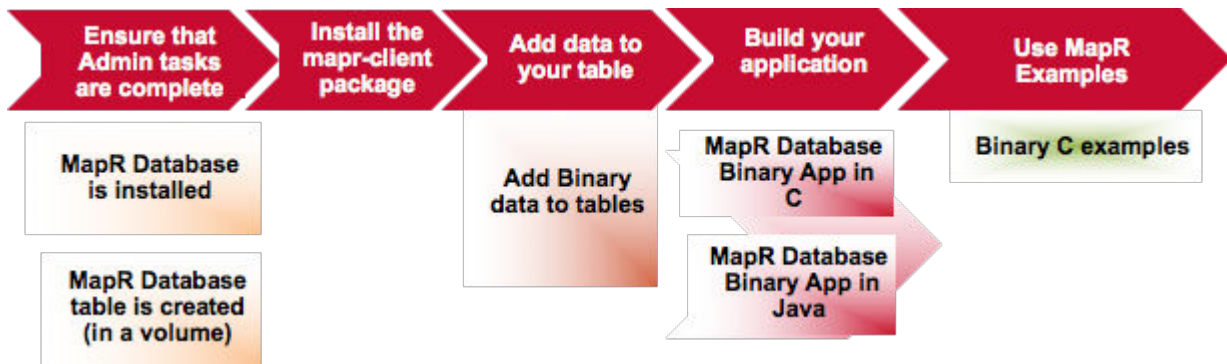 Ensure that
Admin tasks
are complete
Install the
mapr-client
package
Add data to
your table
Build your
application
Use MapR
Examples
MapR Database
is installed
MapR Database
table is created
(in a volume)
Add Binary
data to tables
MapR Database
Binary App in
C
MapR Database
Binary App in
Java
Binary C examples